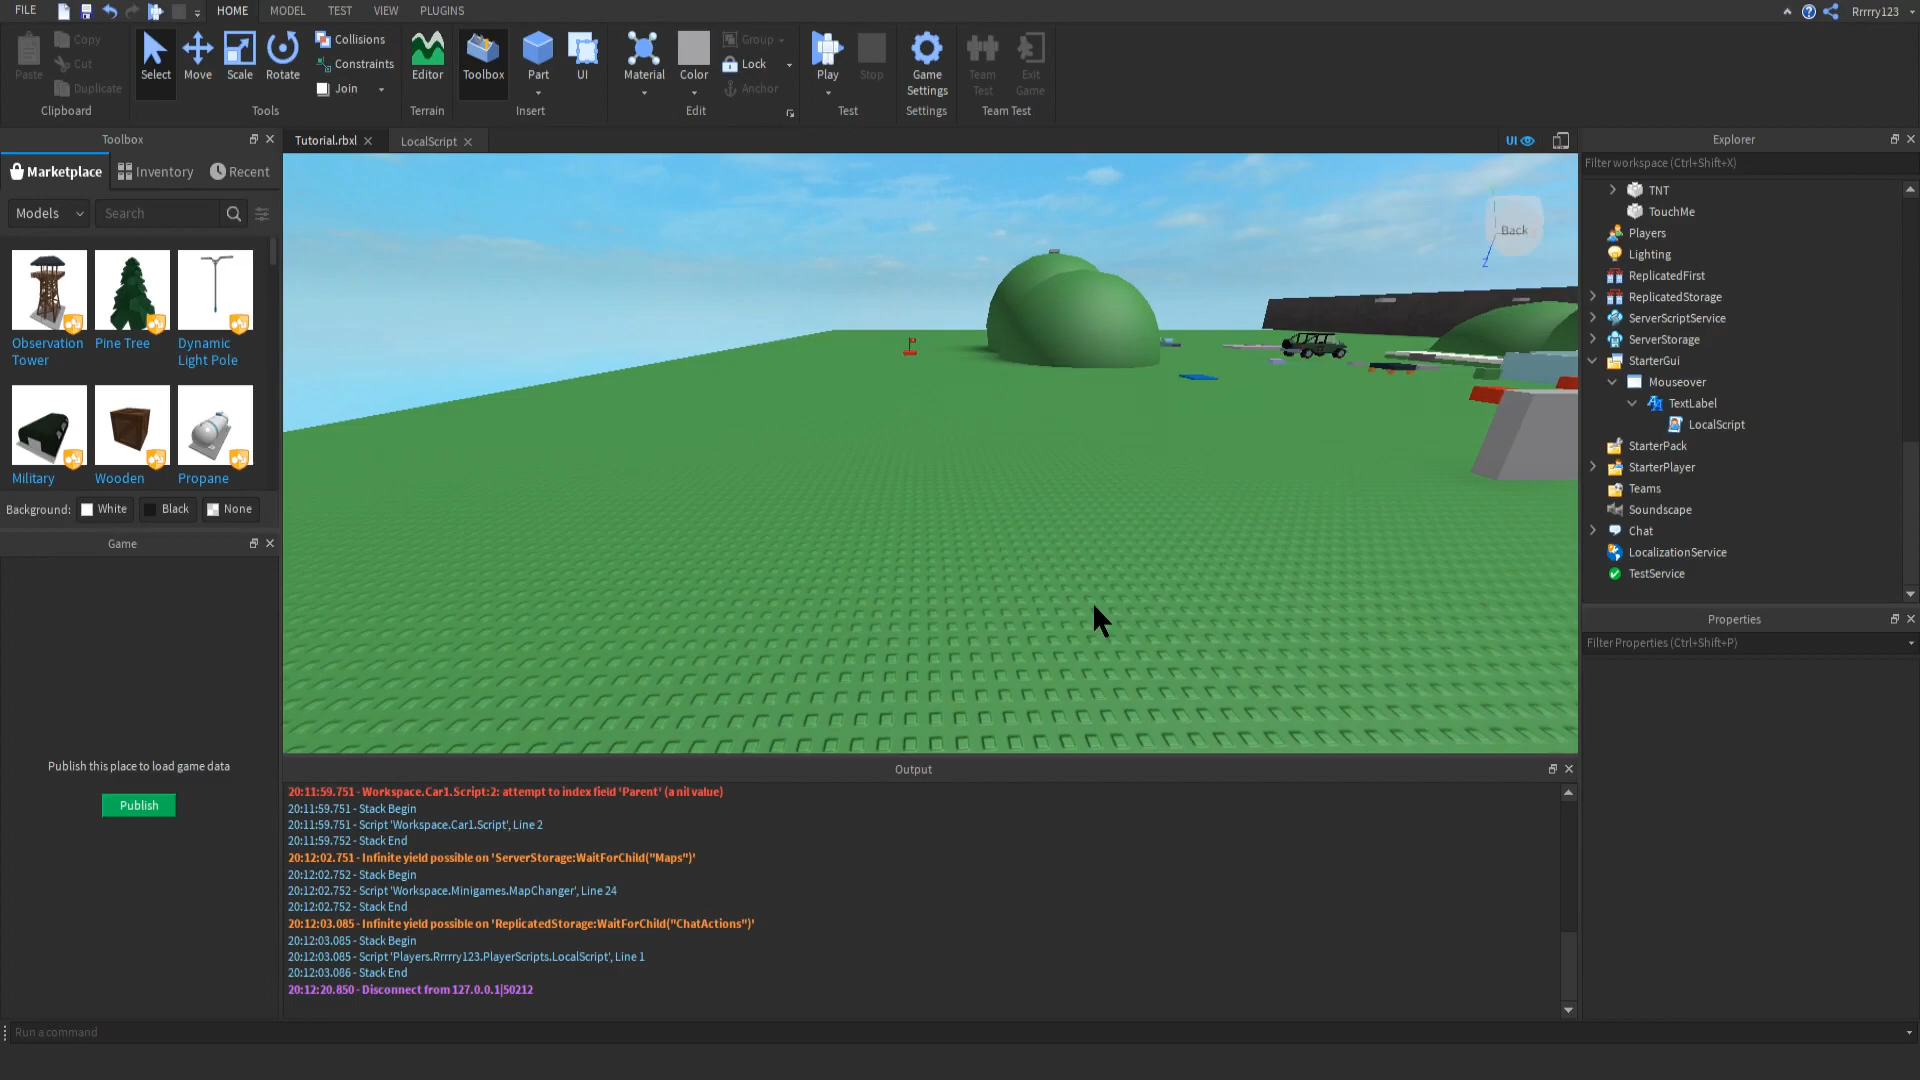 FILE HOME MODEL TEST VIEW PLUGINS Rrrrry123
Copy
Cut
Duplicate
Paste
Clipboard
Select Move Scale Rotate
Collisions
Constraints
Join
Tools
Editor
Terrain
Toolbox Part UI
Insert
Material Color
Group
Lock
Anchor
Edit
Play Stop
Test
Game
Settings
Settings
Team
Test
Exit
Game
Team Test
Toolbox
Marketplace Inventory Recent
Models Search
Observation
Tower
Pine Tree
Dynamic
Light Pole
Military Wooden Propane
Background: White Black None
Game
Publish this place to load game data
Publish
Tutorial.rbxl LocalScript UI
Back
Z
Output
20:11:59.751 - Workspace.Car1.Script:2: attempt to index field 'Parent' (a nil value)
20:11:59.751 - Stack Begin
20:11:59.751 - Script 'Workspace.Car1.Script', Line 2
20:11:59.752 - Stack End
20:12:02.751 - Infinite yield possible on 'ServerStorage:WaitForChild("Maps")'
20:12:02.752 - Stack Begin
20:12:02.752 - Script 'Workspace.Minigames.MapChanger', Line 24
20:12:02.752 - Stack End
20:12:03.085 - Infinite yield possible on 'ReplicatedStorage:WaitForChild("ChatActions")'
20:12:03.085 - Stack Begin
20:12:03.085 - Script 'Players.Rrrrry123.PlayerScripts.LocalScript', Line 1
20:12:03.086 - Stack End
20:12:20.850 - Disconnect from 127.0.0.1|50212
Explorer
Filter workspace (Ctrl+Shift+X)
TNT
TouchMe
Players
Lighting
ReplicatedFirst
ReplicatedStorage
ServerScriptService
ServerStorage
StarterGui
Mouseover
TextLabel
LocalScript
StarterPack
StarterPlayer
Teams
Soundscape
Chat
LocalizationService
TestService
Properties
Filter Properties (Ctrl+Shift+P)
Run a command